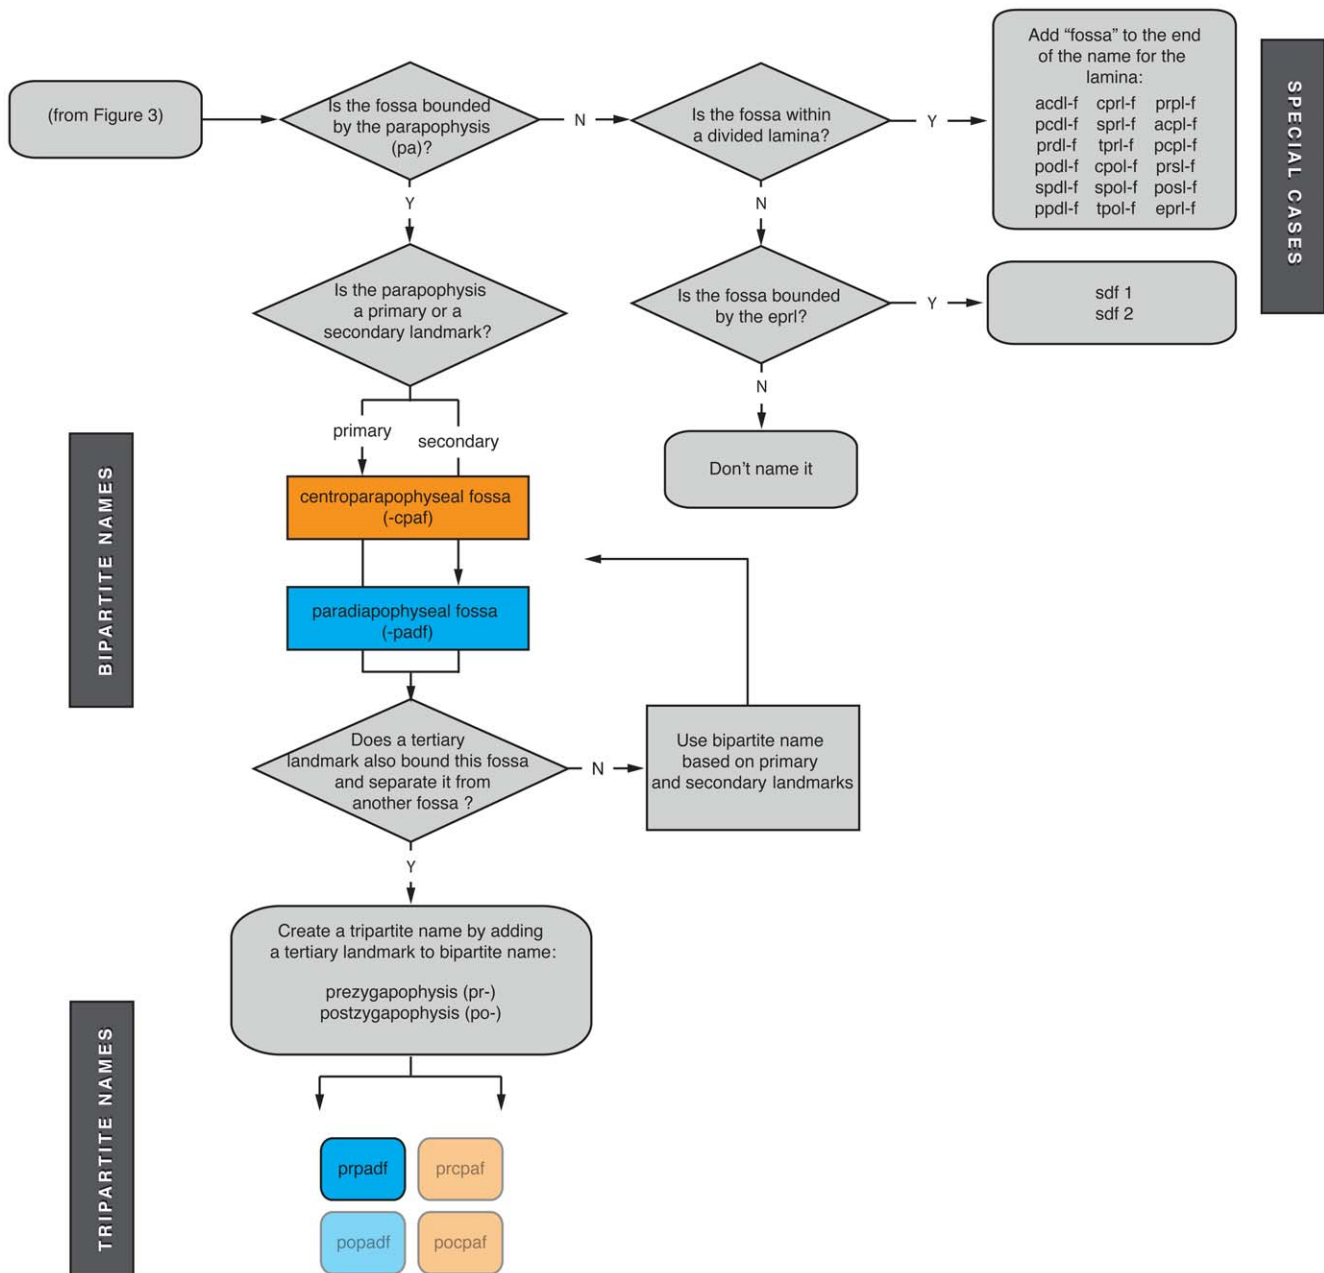 (from Figure 3)
Is the fossa bounded
by the parapophysis
(pa)?
N
Is the fossa within
a divided lamina?
Y
Add “fossa” to the end
of the name for the
lamina:
acdl-f cprl-f prpl-f
pcdl-f sprl-f acpl-f
prdl-f tprl-f pcpl-f
podl-f cpol-f prsl-f
spdl-f spol-f posl-f
ppdl-f tpol-f eprl-f
SPECIAL CASES
Y
N
Is the parapophysis
a primary or a
secondary landmark?
Is the fossa bounded
by the eprl?
Y
sdf 1
sdf 2
N
Don’t name it
primary
secondary
BIPARTITE NAMES
centroparapophyseal fossa
(-cpaf)
paradiapophyseal fossa
(-padf)
Does a tertiary
landmark also bound this fossa
and separate it from
another fossa ?
N
Use bipartite name
based on primary
and secondary landmarks
Y
Create a tripartite name by adding
a tertiary landmark to bipartite name:
prezygapophysis (pr-)
postzygapophysis (po-)
TRIPARTITE NAMES
prpadf prcpaf
popadf pocpaf